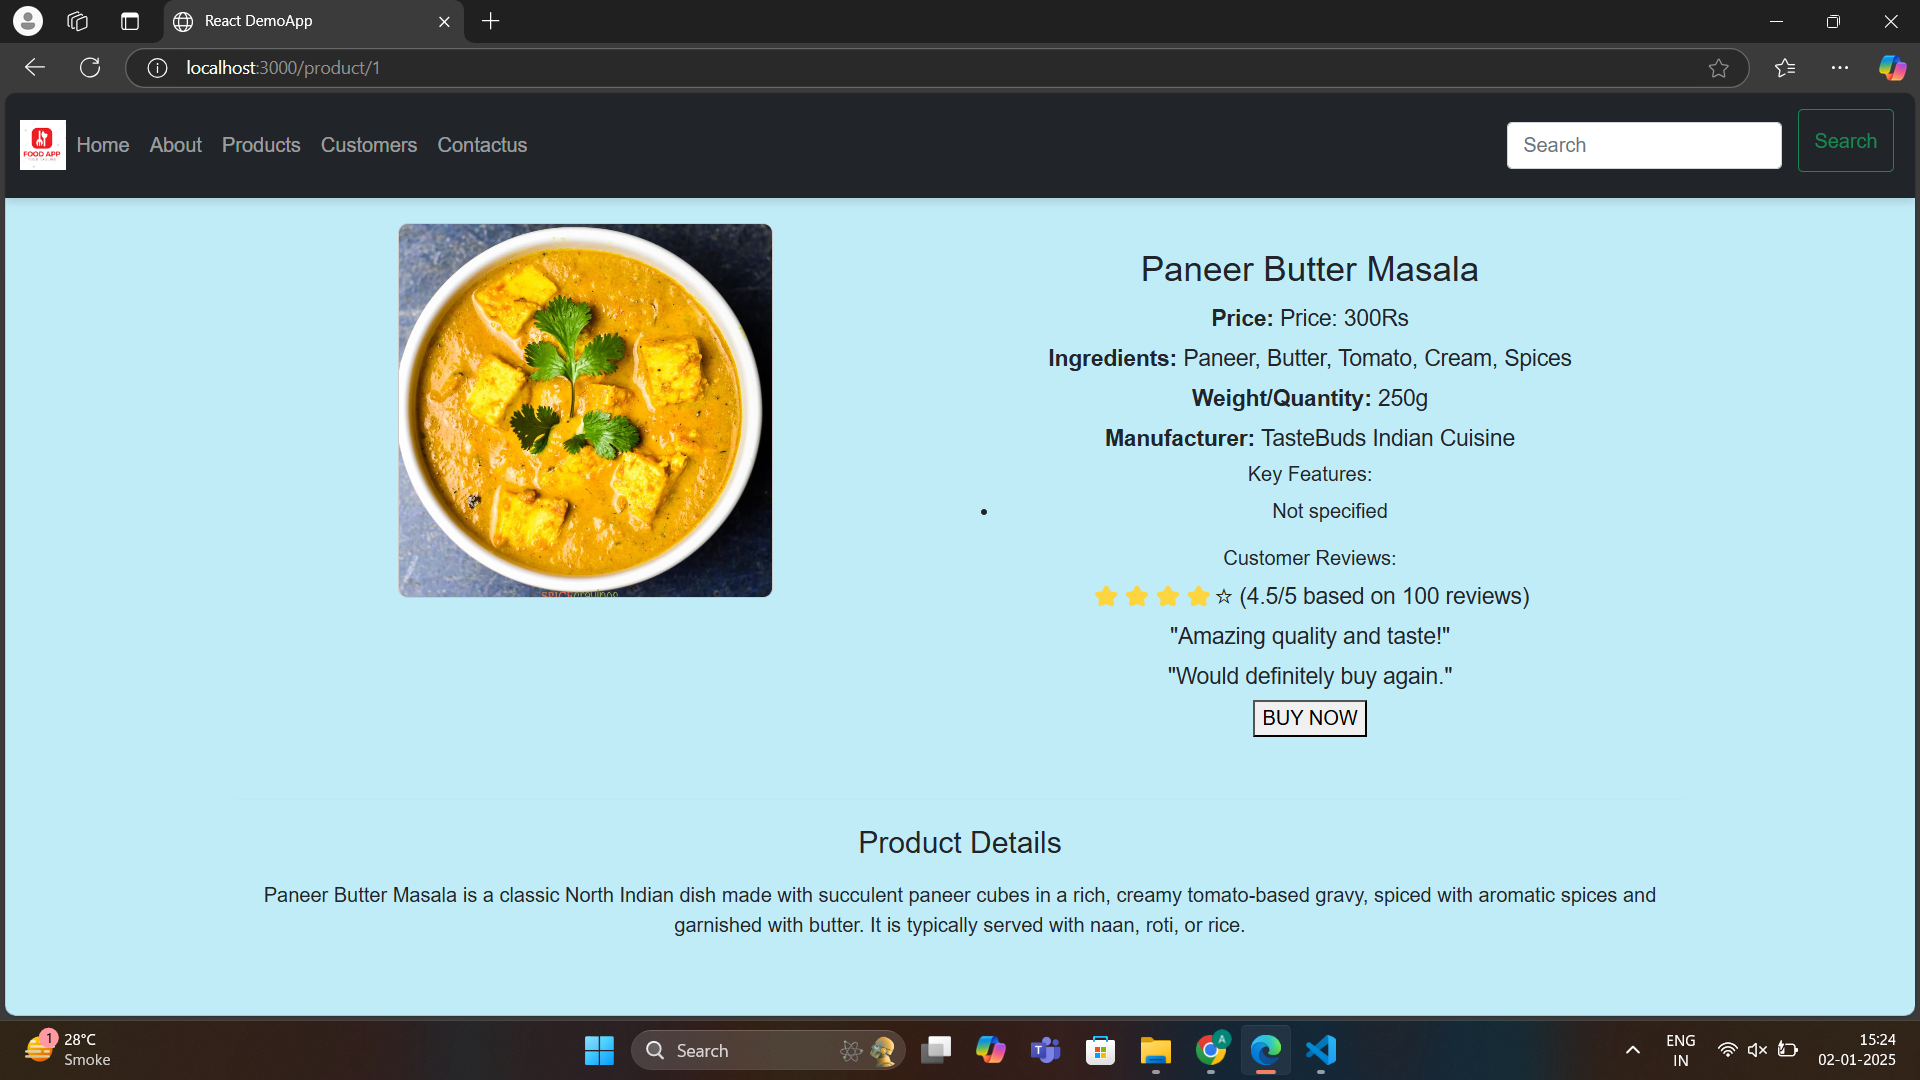 React DemoApp
localhost:3000/product/1
FOOD APP
Home About Products Customers Contactus
Search
Search
Paneer Butter Masala
Price: Price: 300Rs
Ingredients: Paneer, Butter, Tomato, Cream, Spices
Weight/Quantity: 250g
Manufacturer: TasteBuds Indian Cuisine
Key Features:
• Not specified
Customer Reviews:
(4.5/5 based on 100 reviews)
"Amazing quality and taste!"
"Would definitely buy again."
BUY NOW
Product Details
Paneer Butter Masala is a classic North Indian dish made with succulent paneer cubes in a rich, creamy tomato-based gravy, spiced with aromatic spices and
garnished with butter. It is typically served with naan, roti, or rice.
1
28°C
Smoke
Search
A
T
ENG
IN
15:24
02-01-2025